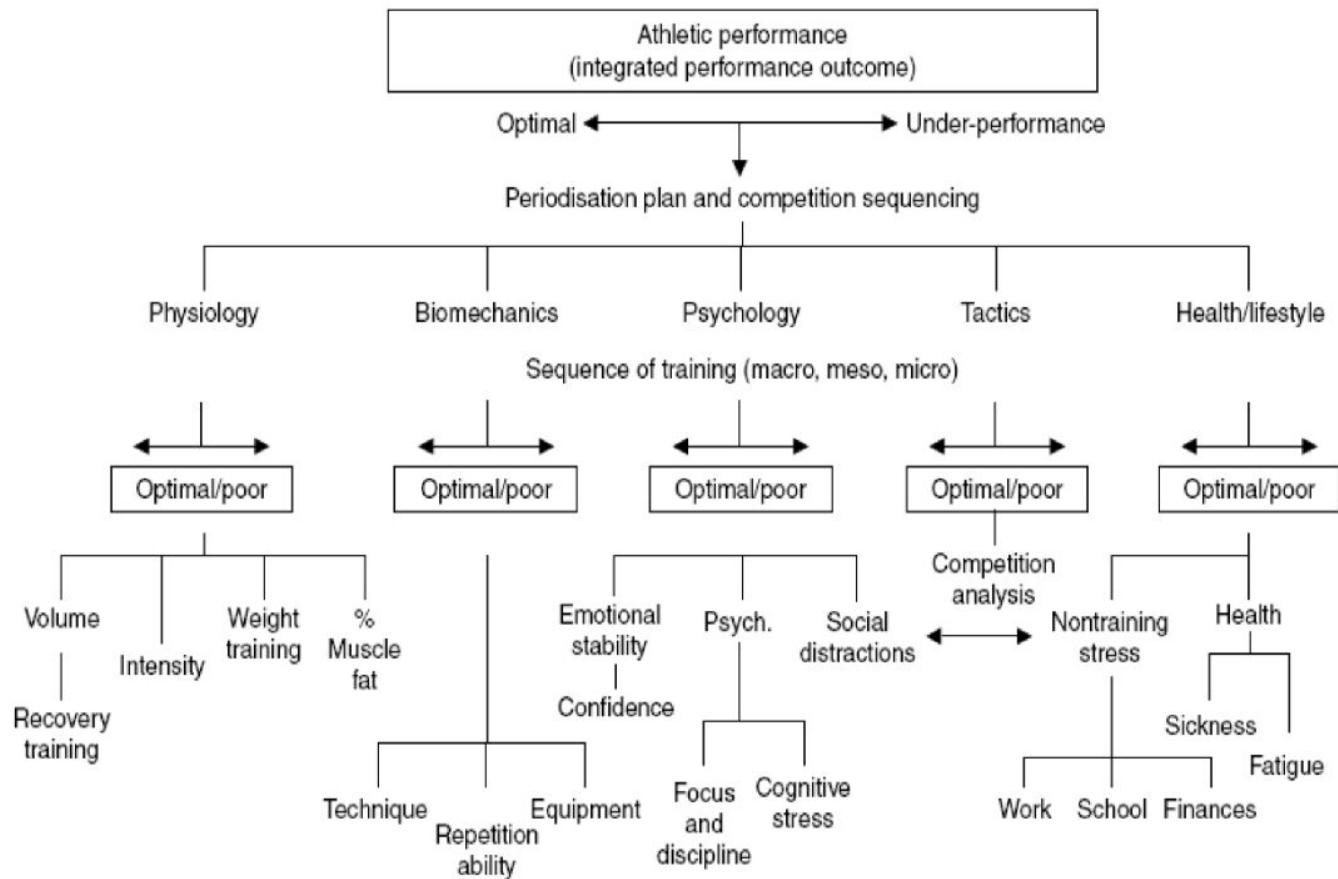 Athletic performance
(integrated performance outcome)
Optimal
Under-performance
Periodisation plan and competition sequencing
Physiology
Biomechanics
Psychology
Tactics
Health/lifestyle
Sequence of training (macro, meso, micro)
Optimal/poor
Optimal/poor
Optimal/poor
Optimal/poor
Optimal/poor
Volume
Recovery
training
Intensity
Weight
training
%
Muscle
fat
Technique
Repetition
ability
Equipment
Emotional
stability
Confidence
Psych.
Focus
and
discipline
Cognitive
stress
Social
distractions
Competition
analysis
Nontraining
stress
Work
School
Finances
Health
Sickness
Fatigue